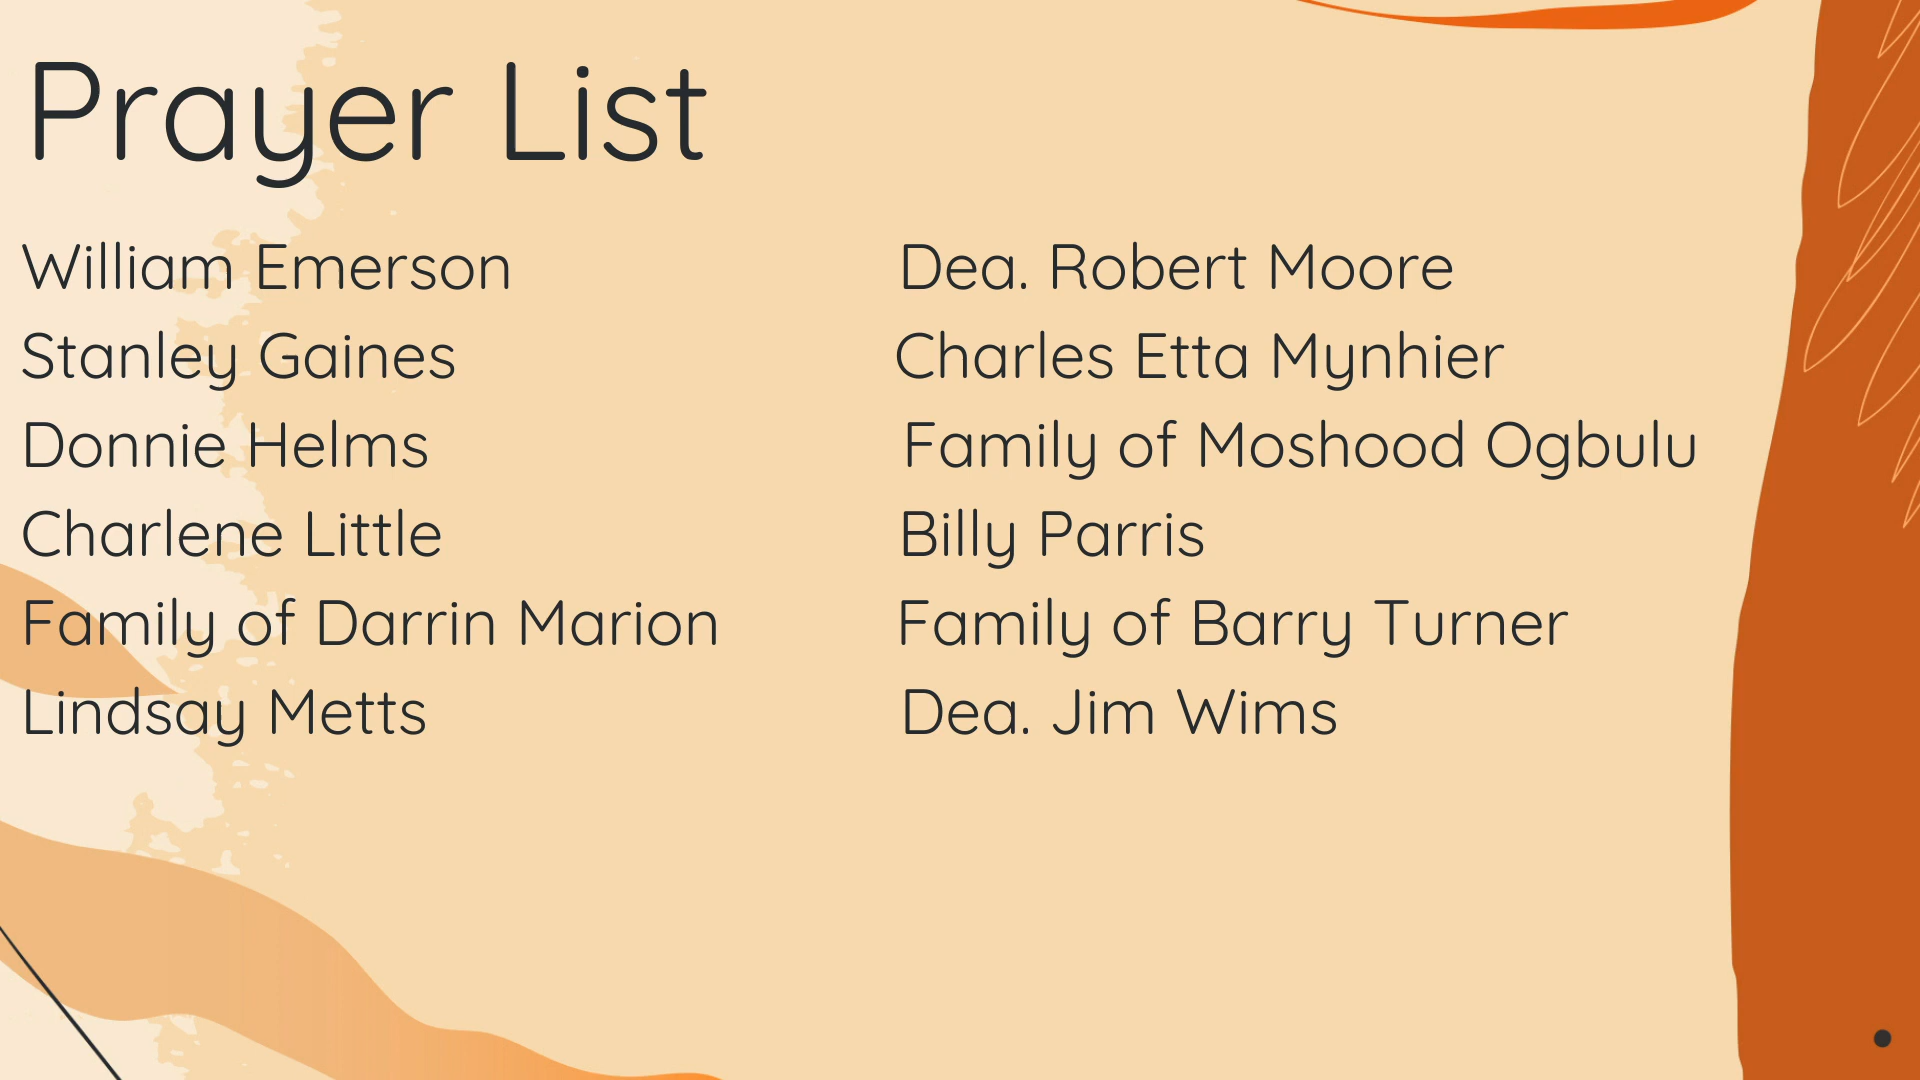 Prayer List
William Emerson
Stanley Gaines
Donnie Helms
Charlene Little
Family of Darrin Marion
Lindsay Metts
Dea. Robert Moore
Charles Etta Mynhier
Family of Moshood Ogbulu
Billy Parris
Family of Barry Turner
Dea. Jim Wims